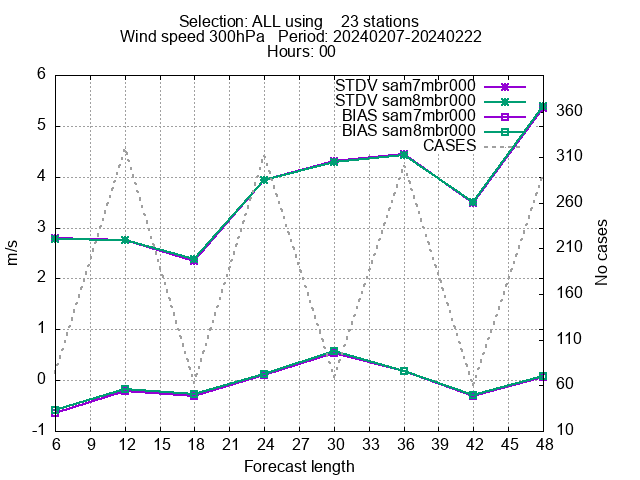 Selection: ALL using    23 stations
Wind speed 300hPa   Period: 20240207-20240222
Hours: 00
STDV sam7mbr000
STDV sam8mbr000
BIAS sam7mbr000
BIAS sam8mbr000
CASES
6
5
4
3
2
1
0
-1
m/s
360
310
260
210
160
110
60
10
No cases
6 9 12 15 18 21 24 27 30 33 36 39 42 45 48
Forecast length